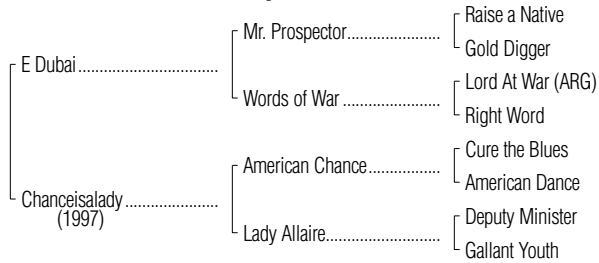 Raise a Native
Mr. Prospector....................
Gold Digger
E Dubai..............................
Lord At War (ARG)
Words of War .....................
Right Word
Cure the Blues
American Chance...............
American Dance
Chanceisalady ....................
(1997)
Deputy Minister
Lady Allaire........................
Gallant Youth